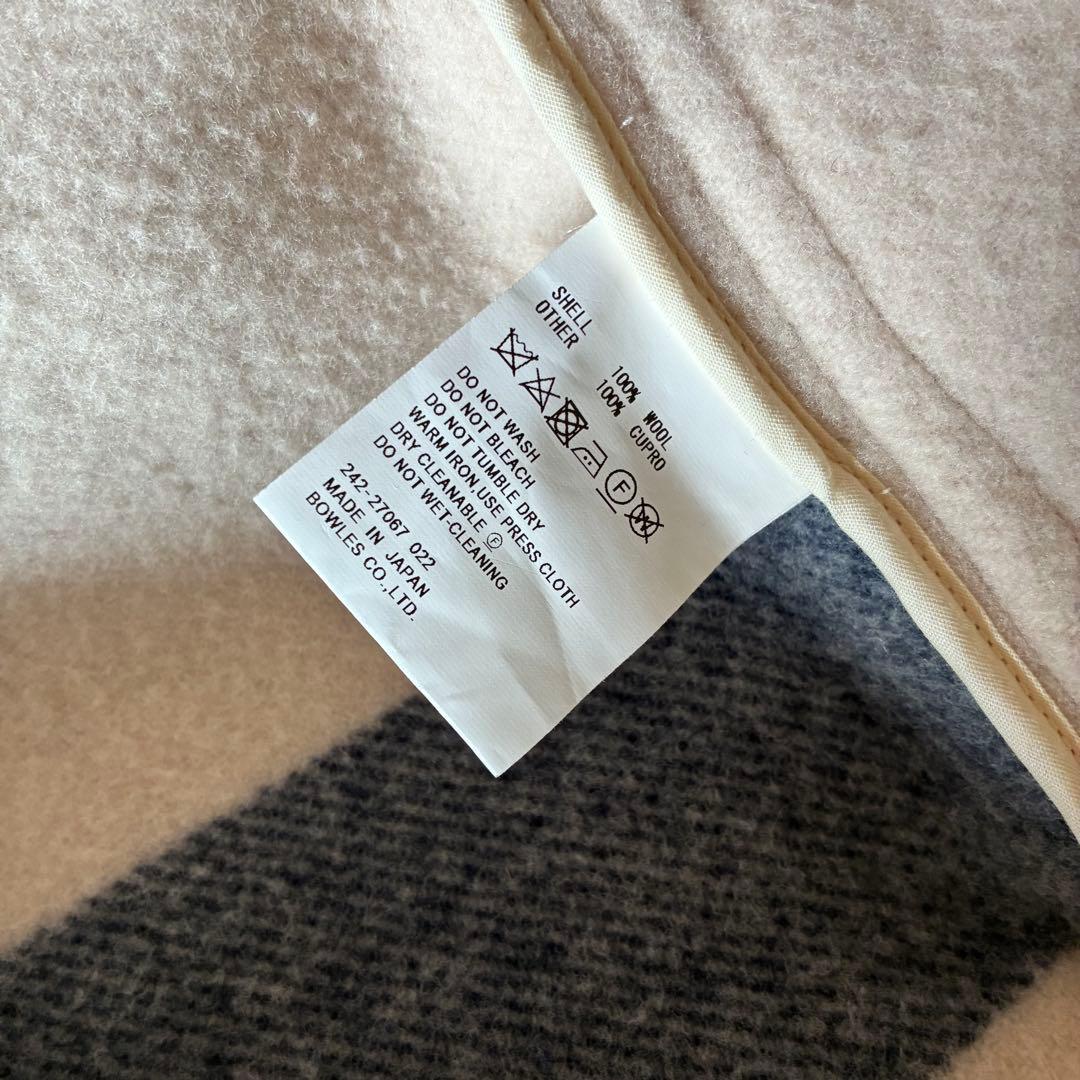 SHELL 100% WOOL
OTHER 100% CUPRO
F W
DO NOT WASH
DO NOT BLEACH
DO NOT TUMBLE DRY
WARM IRON,USE PRESS CLOTH
DRY CLEANABLE Ⓕ
DO NOT WET-CLEANING
242-27067 022
MADE IN JAPAN
BOWLES CO.,LTD.